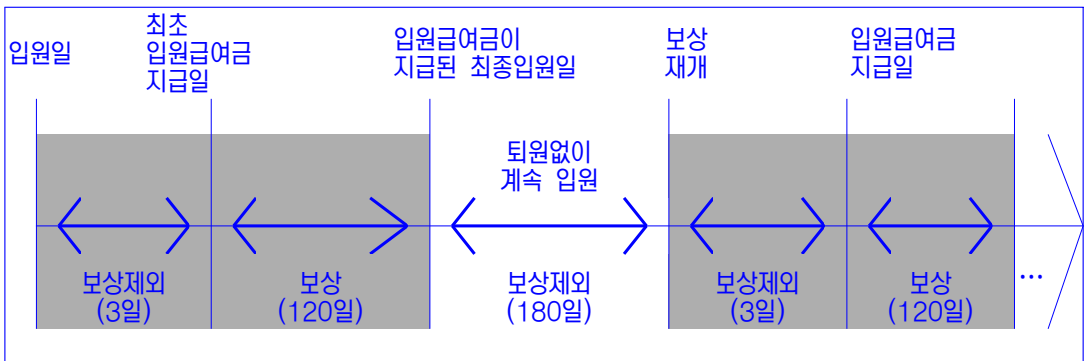 입원일
최초
입원급여금
지급일
입원급여금이
지급된 최종입원일
보상
재개
입원급여금
지급일
퇴원없이
계속 입원
보상제외
(3일)
보상
(120일)
보상제외
(180일)
보상제외
(3일)
보상
(120일)
...